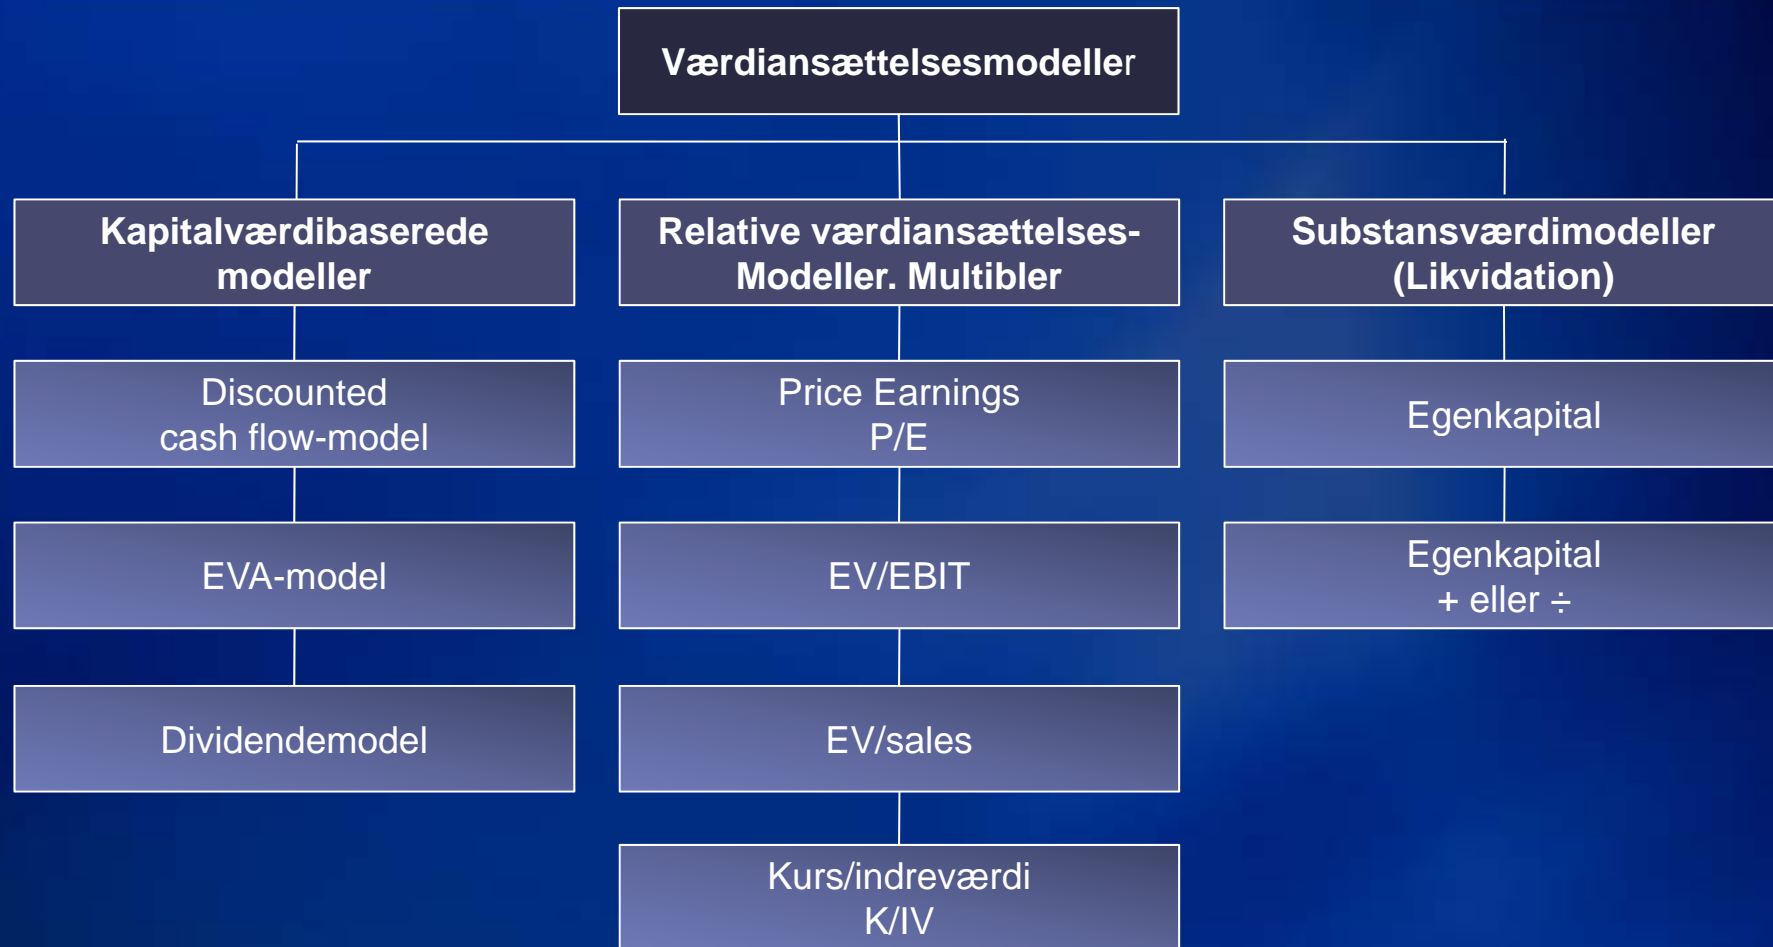 Værdiansættelsesmodeller
Kapitalværdibaserede
modeller
Discounted
cash flow-model
EVA-model
Dividendemodel
Relative værdiansættelses-
Modeller. Multibler
Price Earnings
P/E
EV/EBIT
EV/sales
Kurs/indreværdi
K/IV
Substansværdimodeller
(Likvidation)
Egenkapital
Egenkapital
+ eller ÷